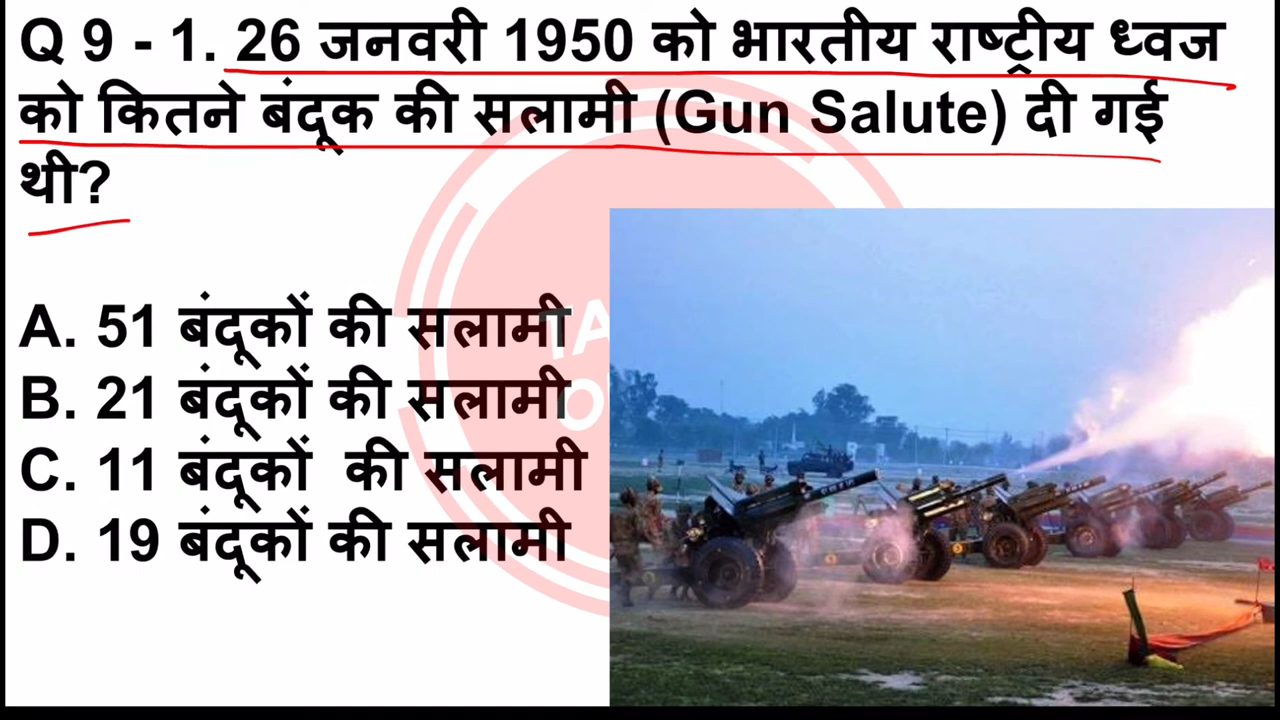 Q 9 - 1. 26 जनवरी 1950 को भारतीय राष्ट्रीय ध्वज
को कितने बंदूक की सलामी (Gun Salute) दी गई
थी?
A. 51 बंदूकों की सलामी
B. 21 बंदूकों की सलामी
C. 11 बंदूकों की सलामी
D. 19 बंदूकों की सलामी